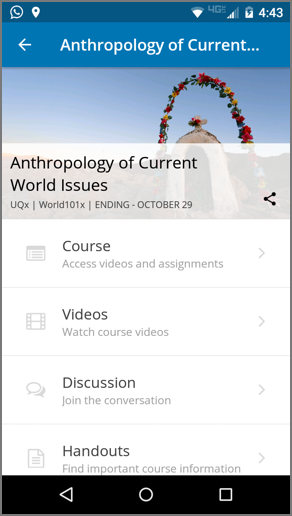 4G 4:43
Anthropology of Current...
Anthropology of Current
World Issues
UQx | World101x | ENDING - OCTOBER 29
Course
Access videos and assignments
Videos
Watch course videos
Discussion
Join the conversation
Handouts
Find important course information